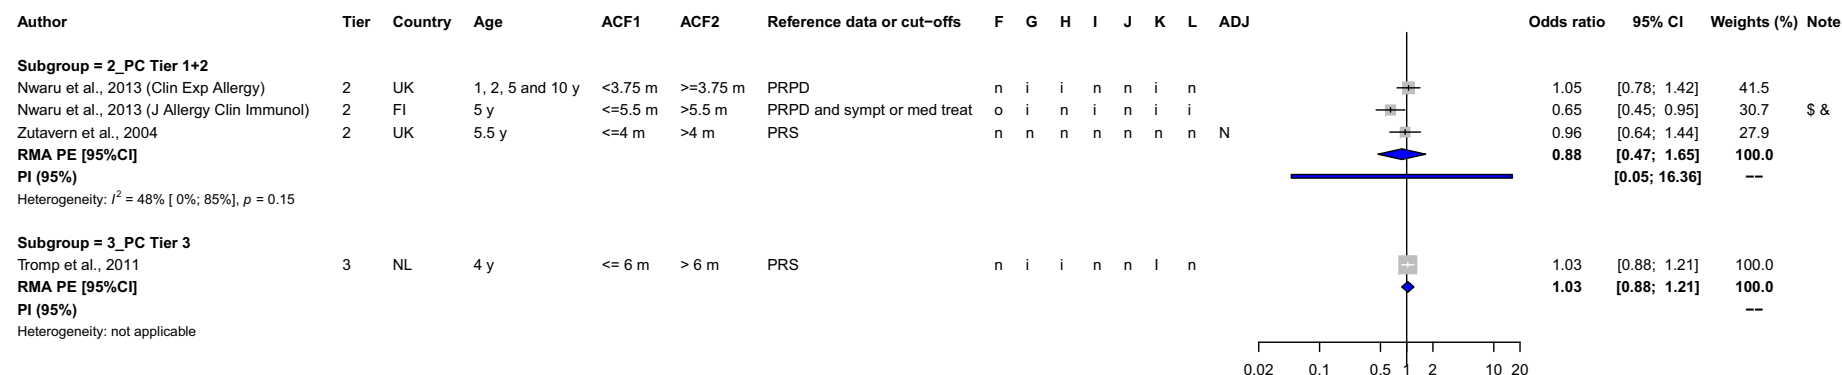 Author Tier Country Age ACF1 ACF2 Reference data or cut−offs F G H I J K L ADJ Odds ratio 95% CI Weights (%) Note
Subgroup = 2_PC Tier 1+2
Nwaru et al., 2013 (Clin Exp Allergy) 2 UK 1, 2, 5 and 10 y <3.75 m >=3.75 m PRPD n i i n n i n 1.05 [0.78; 1.42] 41.5
Nwaru et al., 2013 (J Allergy Clin Immunol) 2 FI 5 y <=5.5 m >5.5 m PRPD and sympt or med treat o i n i n i i 0.65 [0.45; 0.95] 30.7 $ &
Zutavern et al., 2004 2 UK 5.5 y <=4 m >4 m PRS n n n n n n n N 0.96 [0.64; 1.44] 27.9
RMA PE [95%CI] 0.88 [0.47; 1.65] 100.0
PI (95%) [0.05; 16.36] −−
Heterogeneity: I² = 48% [ 0%; 85%], p = 0.15
Subgroup = 3_PC Tier 3
Tromp et al., 2011 3 NL 4 y <= 6 m > 6 m PRS n i i n n I n 1.03 [0.88; 1.21] 100.0
RMA PE [95%CI] 1.03 [0.88; 1.21] 100.0
PI (95%) −−
Heterogeneity: not applicable
0.02 0.1 0.5 1 2 10 20